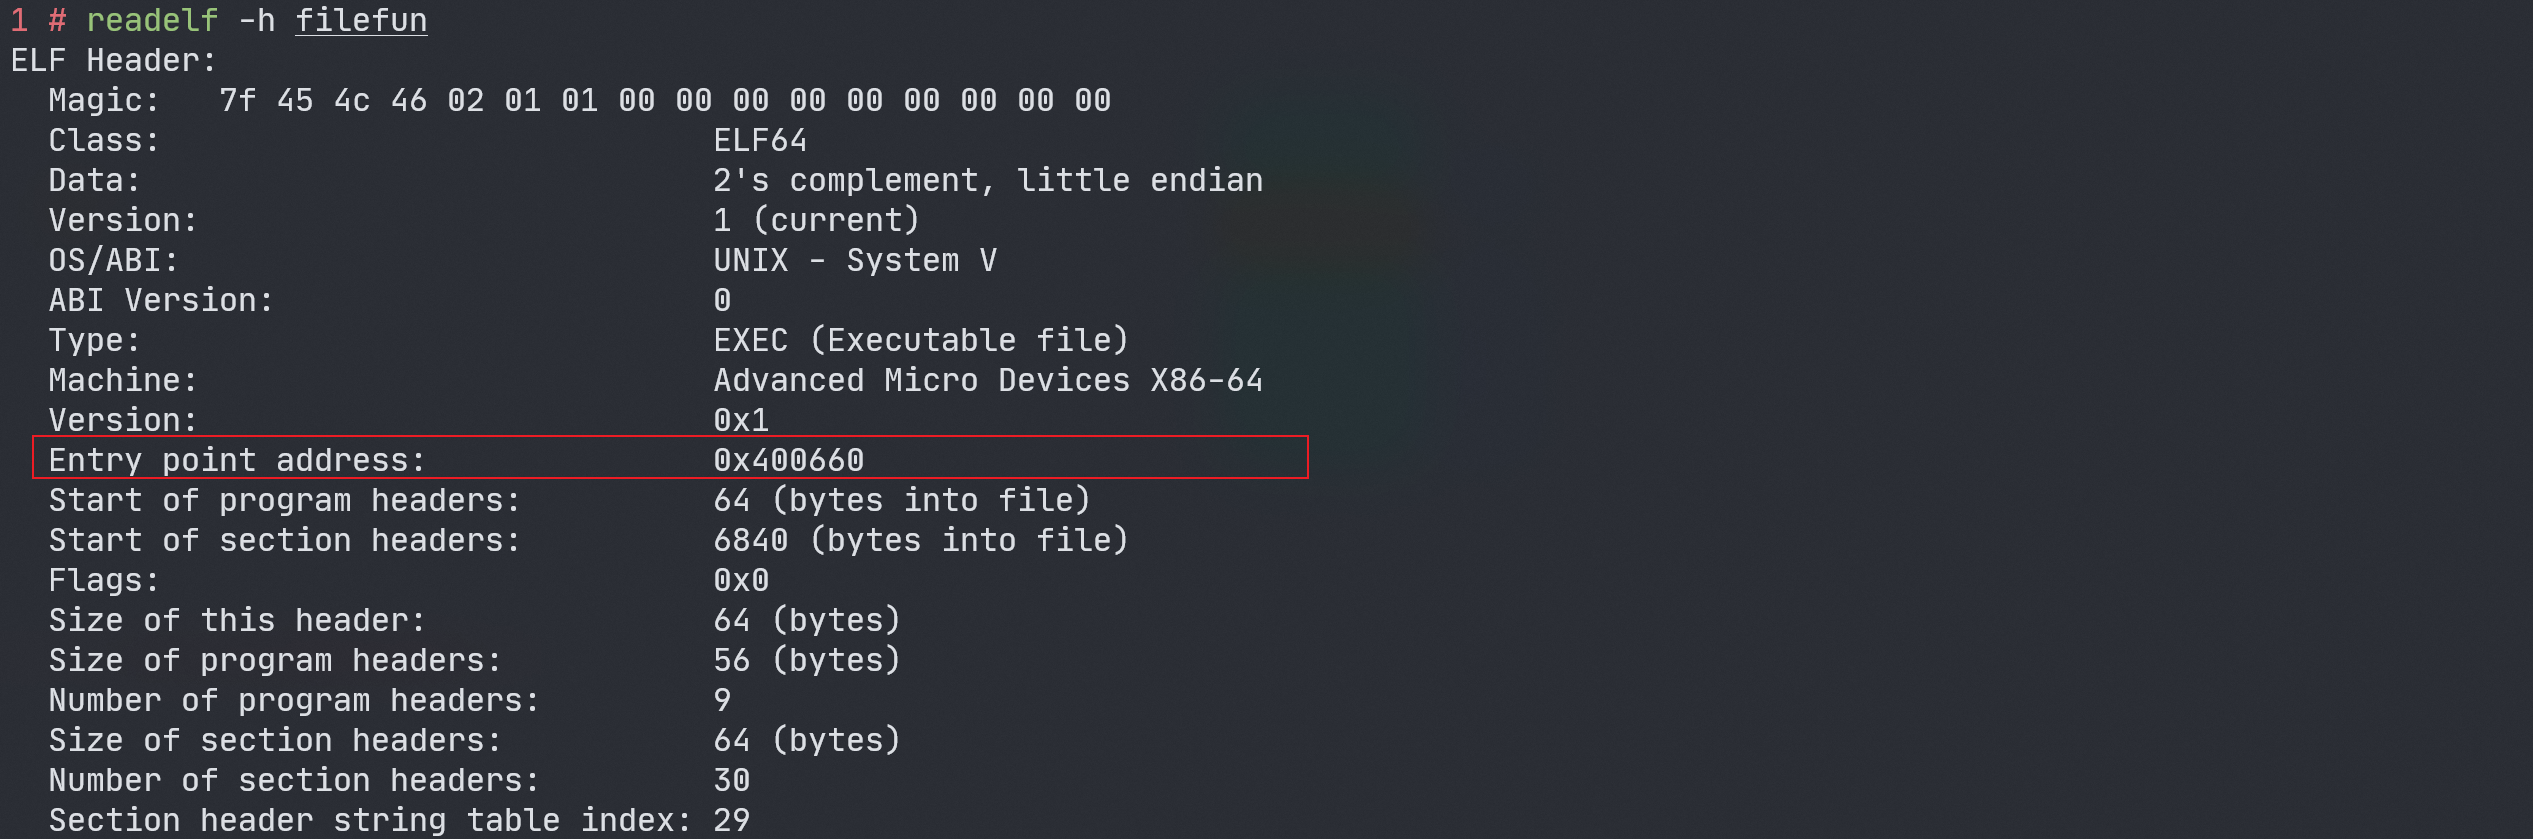 1 # readelf -h filefun
ELF Header:
  Magic:   7f 45 4c 46 02 01 01 00 00 00 00 00 00 00 00 00
  Class:                             ELF64
  Data:                              2's complement, little endian
  Version:                           1 (current)
  OS/ABI:                            UNIX - System V
  ABI Version:                       0
  Type:                              EXEC (Executable file)
  Machine:                           Advanced Micro Devices X86-64
  Version:                           0x1
  Entry point address:               0x400660
  Start of program headers:          64 (bytes into file)
  Start of section headers:          6840 (bytes into file)
  Flags:                             0x0
  Size of this header:               64 (bytes)
  Size of program headers:           56 (bytes)
  Number of program headers:         9
  Size of section headers:           64 (bytes)
  Number of section headers:         30
  Section header string table index: 29